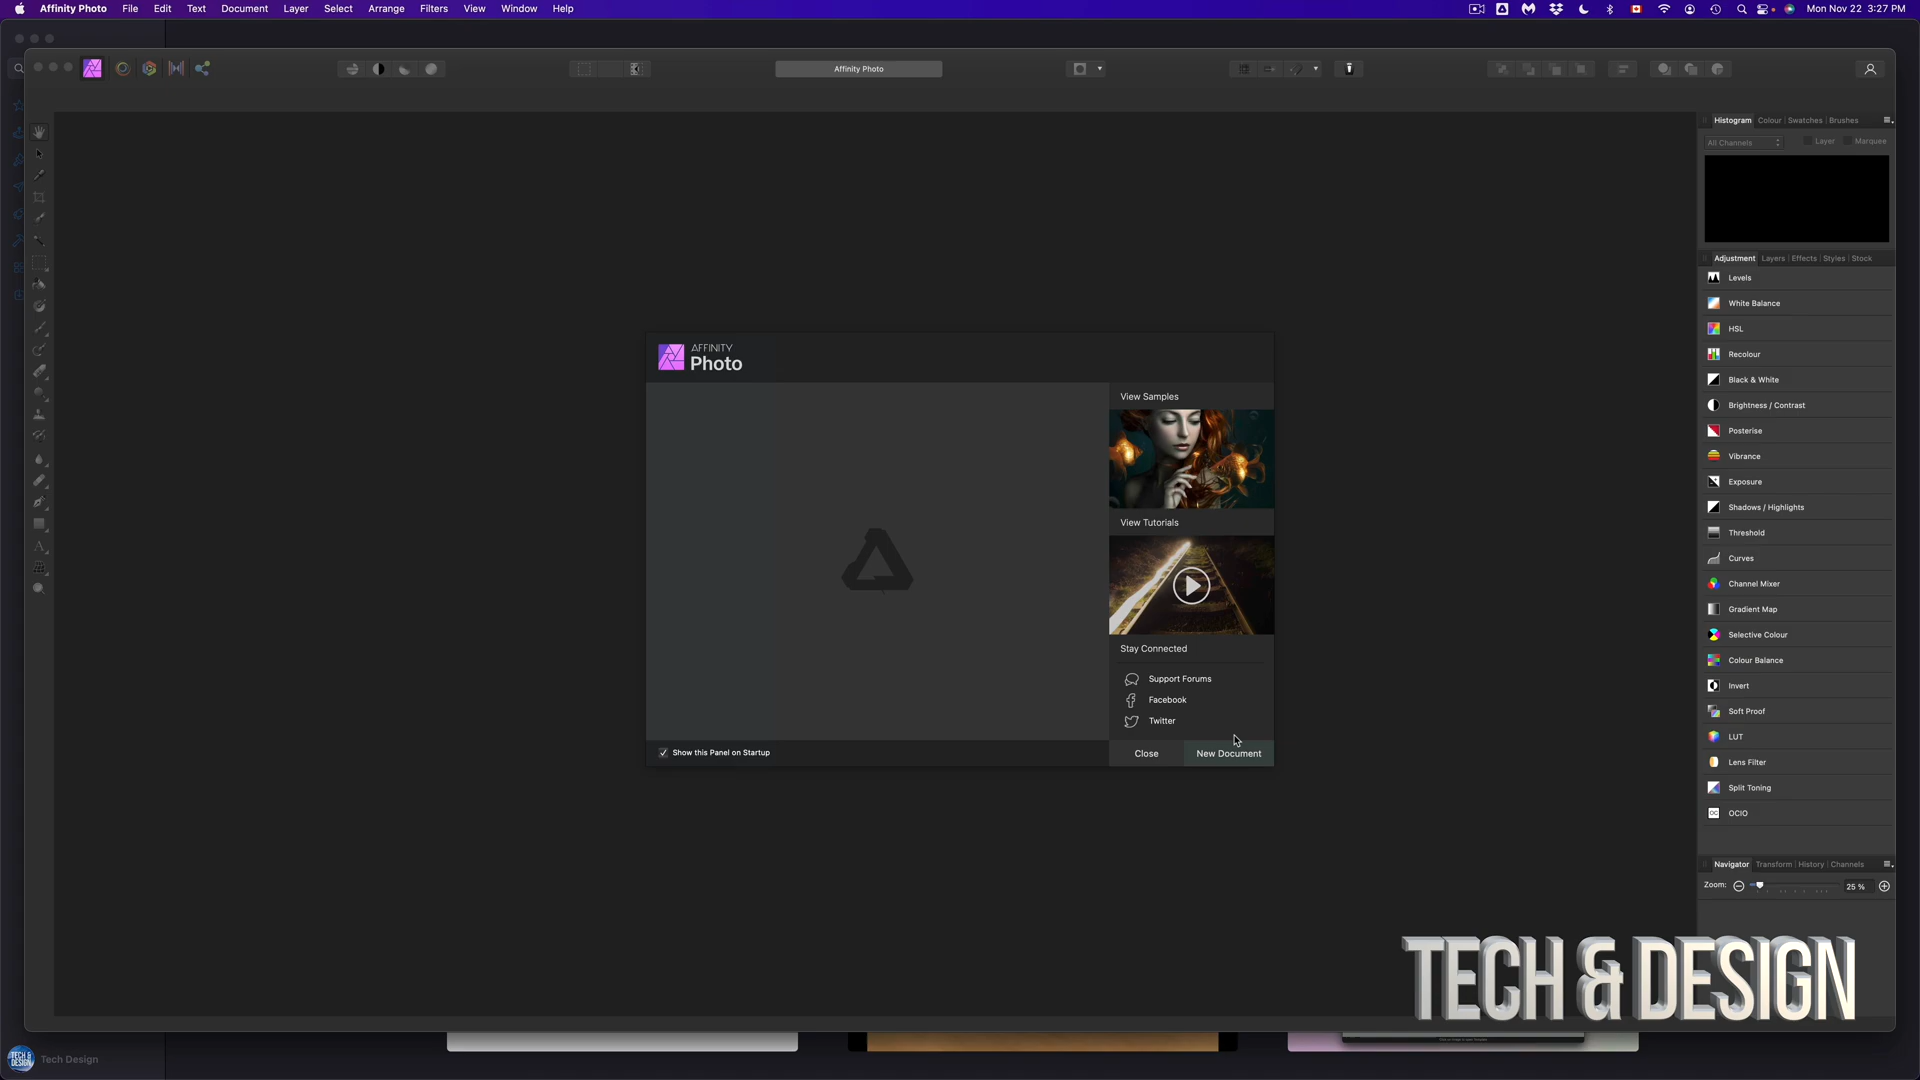 Affinity Photo File Edit Text Document Layer Select Arrange Filters View Window Help Mon Nov 22 3:27 PM
Affinity Photo
Histogram Colour Swatches Brushes
All Channels Layer Marquee
Adjustment Layers Effects Styles Stock
Levels
White Balance
HSL
Recolour
Black & White
Brightness / Contrast
Posterise
Vibrance
Exposure
Shadows / Highlights
Threshold
Curves
Channel Mixer
Gradient Map
Selective Colour
Colour Balance
Invert
Soft Proof
LUT
Lens Filter
Split Toning
OCIO
Navigator Transform History Channels
Zoom: 25 %
AFFINITY
Photo
View Samples
View Tutorials
Stay Connected
Support Forums
Facebook
Twitter
Show this Panel on Startup
Close New Document
TECH & DESIGN
Tech Design